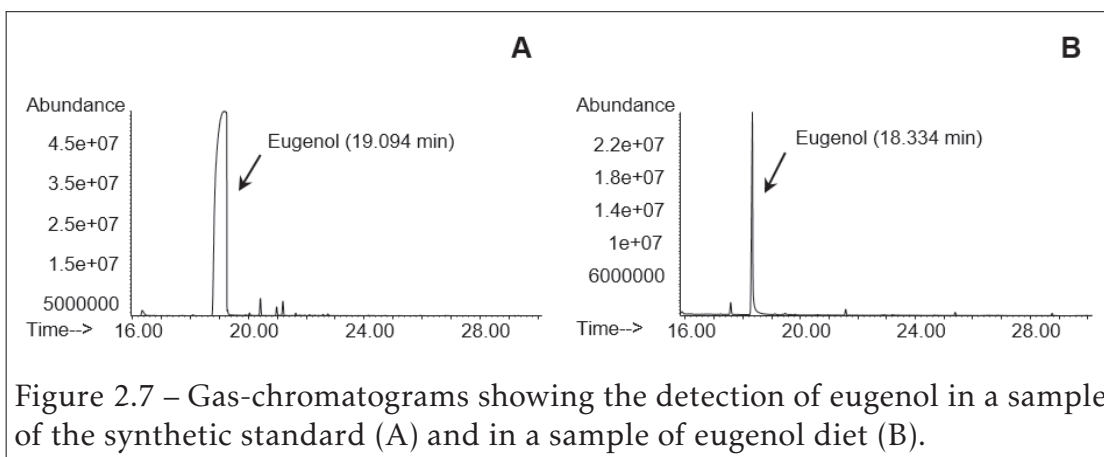 A
Abundance
4.5e+07
3.5e+07
2.5e+07
1.5e+07
5000000
Time-->
Eugenol (19.094 min)
16.00 20.00 24.00 28.00
B
Abundance
2.2e+07
1.8e+07
1.4e+07
1e+07
6000000
Time-->
Eugenol (18.334 min)
16.00 20.00 24.00 28.00
Figure 2.7 – Gas-chromatograms showing the detection of eugenol in a sample
of the synthetic standard (A) and in a sample of eugenol diet (B).